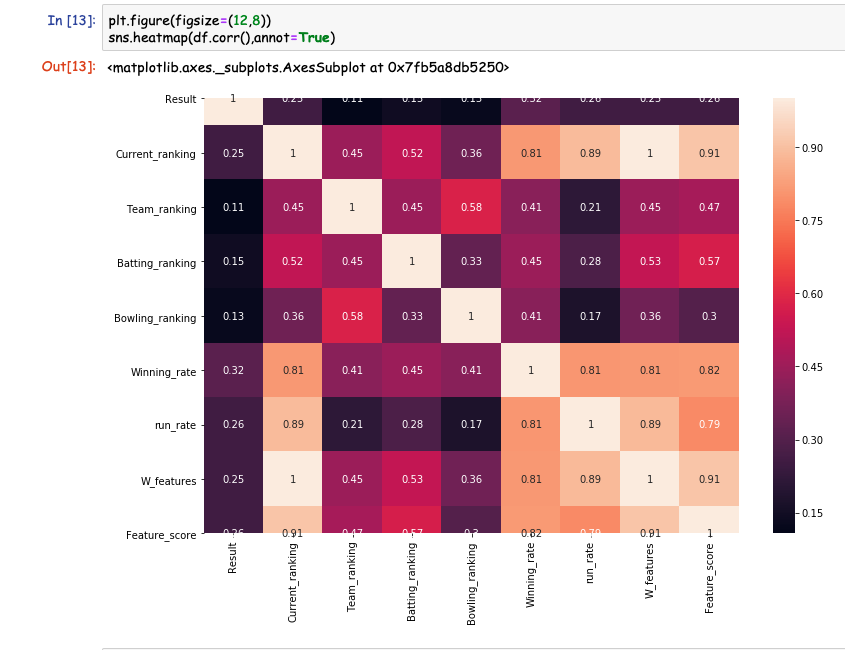 In [13]: plt.figure(figsize=(12,8))
sns.heatmap(df.corr(),annot=True)
Out[13]: <matplotlib.axes._subplots.AxesSubplot at 0x7fb5a8db5250>
Result 1 0.25 0.11 0.15 0.13 0.32 0.26 0.25 0.26
Current_ranking 0.25 1 0.45 0.52 0.36 0.81 0.89 1 0.91 0.90
Team_ranking 0.11 0.45 1 0.45 0.58 0.41 0.21 0.45 0.47 0.75
Batting_ranking 0.15 0.52 0.45 1 0.33 0.45 0.28 0.53 0.57 0.60
Bowling_ranking 0.13 0.36 0.58 0.33 1 0.41 0.17 0.36 0.3
Winning_rate 0.32 0.81 0.41 0.45 0.41 1 0.81 0.81 0.82 0.45
run_rate 0.26 0.89 0.21 0.28 0.17 0.81 1 0.89 0.79 0.30
W_features 0.25 1 0.45 0.53 0.36 0.81 0.89 1 0.91
0.15
Feature_score 0.26 0.91 0.47 0.57 0.3 0.82 0.79 0.91 1
Result
Current_ranking
Team_ranking
Batting_ranking
Bowling_ranking
Winning_rate
run_rate
W_features
Feature_score